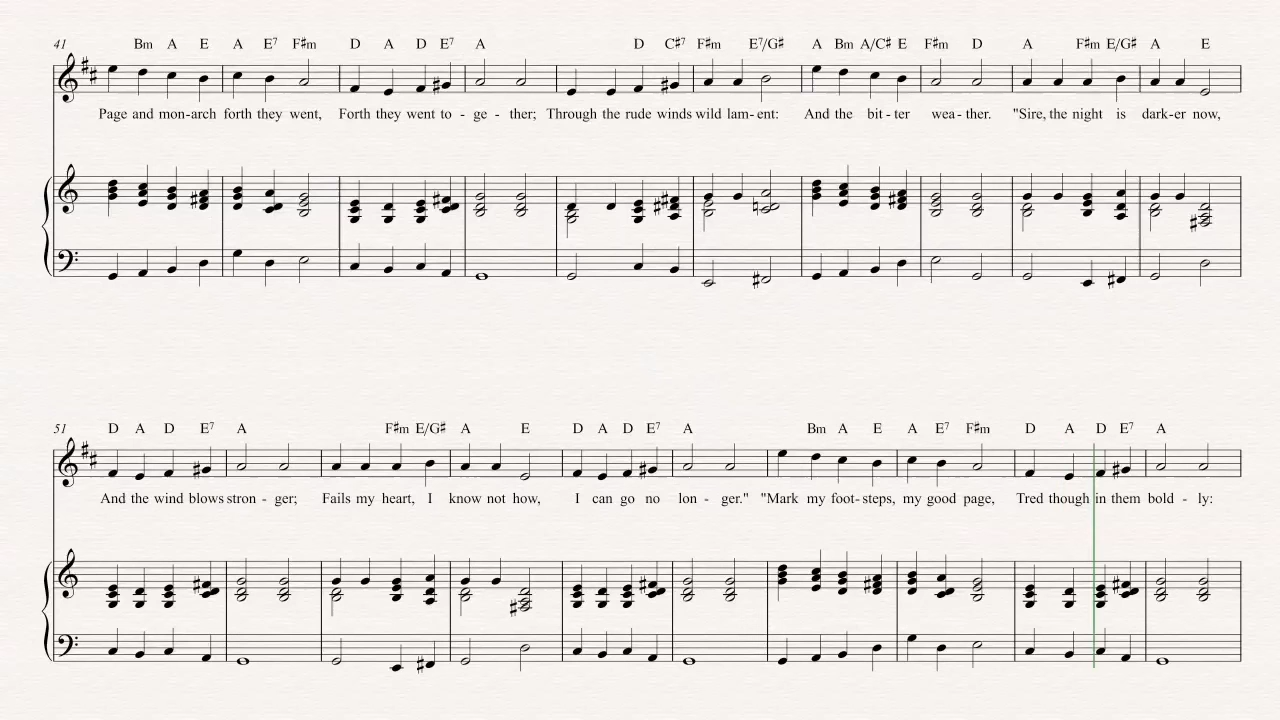 41 Bm A E A E7 F♯m D A D E7 A D C♯7 F♯m E7/G♯ A Bm A/C♯ E F♯m D A F♯m E/G♯ A E
Page and mon-arch forth they went, Forth they went to - ge - ther; Through the rude winds wild lam-ent: And the bit-ter wea-ther. "Sire, the night is dark-er now,
51 D A D E7 A F♯m E/G♯ A E D A D E7 A Bm A E A E7 F♯m D A D E7 A
And the wind blows stron - ger; Fails my heart, I know not how, I can go no lon - ger." "Mark my foot-steps, my good page, Tred though in them bold - ly: